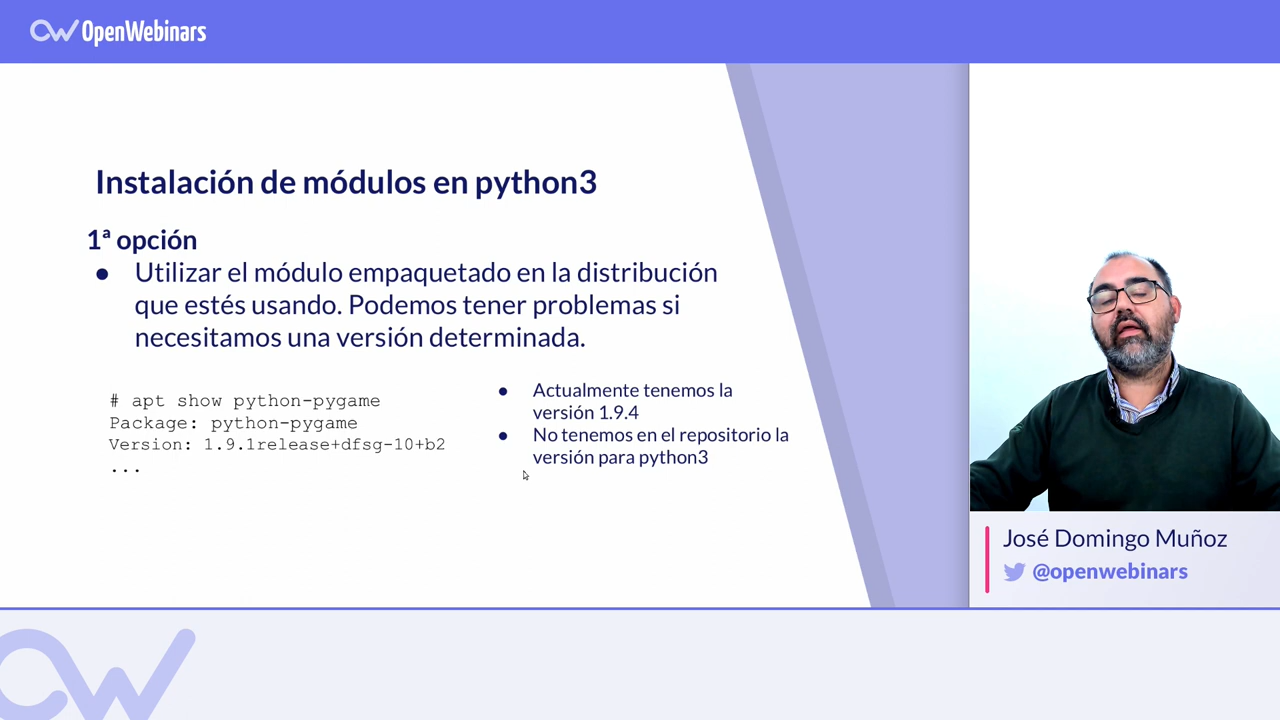 OpenWebinars
Instalación de módulos en python3
1ª opción
● Utilizar el módulo empaquetado en la distribución
que estés usando. Podemos tener problemas si
necesitamos una versión determinada.
# apt show python-pygame
Package: python-pygame
Version: 1.9.1release+dfsg-10+b2
...
● Actualmente tenemos la
versión 1.9.4
● No tenemos en el repositorio la
versión para python3
José Domingo Muñoz
@openwebinars